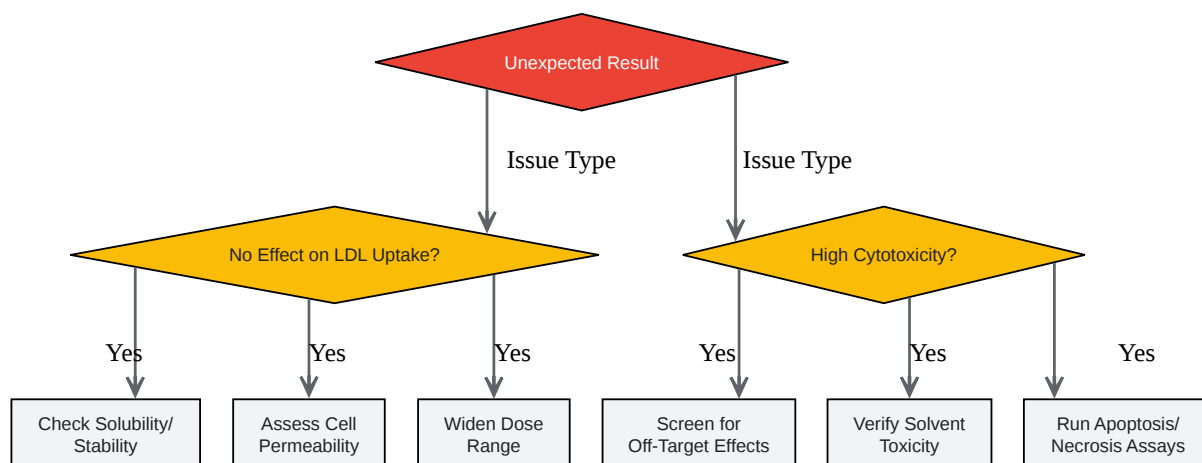 Unexpected Result
Issue Type
Issue Type
No Effect on LDL Uptake?
High Cytotoxicity?
Yes
Yes
Yes
Yes
Yes
Yes
Check Solubility/
Stability
Assess Cell
Permeability
Widen Dose
Range
Screen for
Off-Target Effects
Verify Solvent
Toxicity
Run Apoptosis/
Necrosis Assays